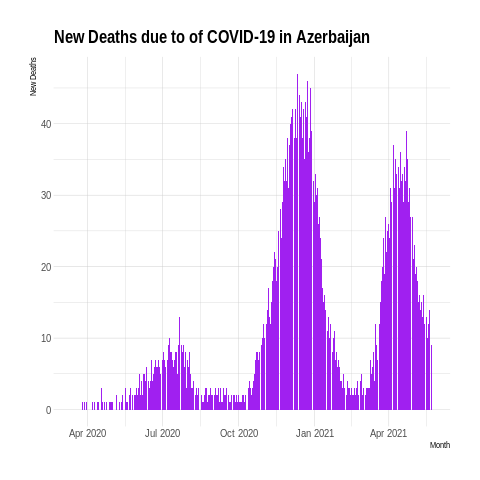 New Deaths due to of COVID-19 in Azerbaijan
New Deaths
40
30
20
10
0
Apr 2020 Jul 2020 Oct 2020 Jan 2021 Apr 2021
Month